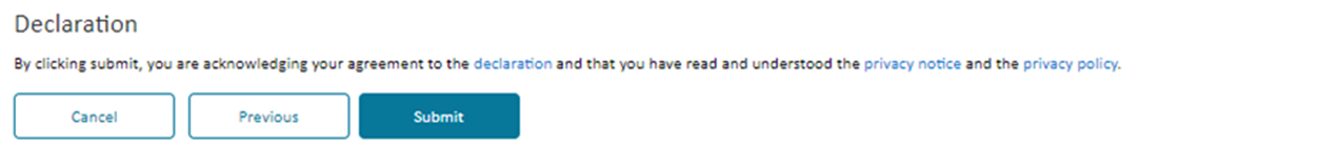 Declaration
By clicking submit, you are acknowledging your agreement to the declaration and that you have read and understood the privacy notice and the privacy policy.
Cancel Previous Submit